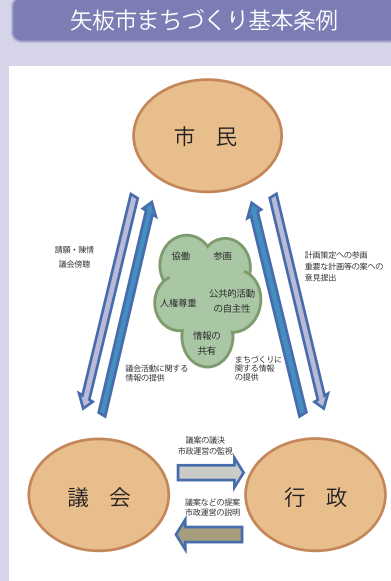 矢板市まちづくり基本条例
市　民
請願・陳情
議会傍聴
協働
参画
人権尊重
公共的活動
の自主性
情報の
共有
計画策定への参画
重要な計画等の案への
意見提出
議会活動に関する
情報の提供
まちづくりに
関する情報
の提供
議　会
議案の議決
市政運営の監視
議案などの提案
市政運営の説明
行　政